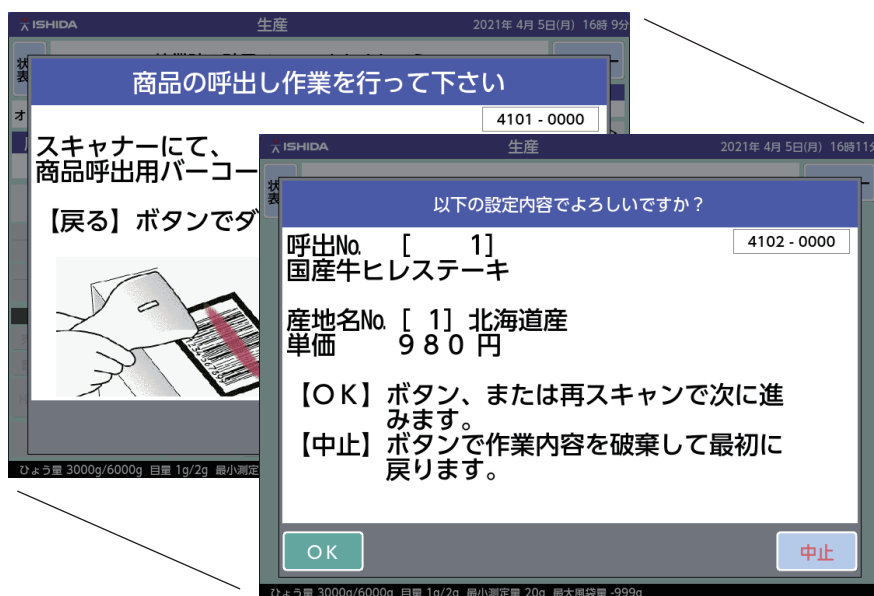 ISHIDA
生産
2021年 4月 5日(月) 16時 9分
状
表
商品の呼出し作業を行って下さい
4101 - 0000
スキャナーにて、
商品呼出用バーコー
【戻る】ボタンでダ
ひょう量 3000g/6000g 目量 1g/2g 最小測定
ISHIDA
生産
2021年 4月 5日(月) 16時11分
状
表
以下の設定内容でよろしいですか?
4102 - 0000
呼出No. [ 1]
国産牛ヒレステーキ
産地名No. [ 1] 北海道産
単価 980円
【OK】ボタン、または再スキャンで次に進
みます。
【中止】ボタンで作業内容を破棄して最初に
戻ります。
OK
中止
ひょう量 3000g/6000g 目量 1g/2g 最小測定量 20g 最大風袋量 -999g